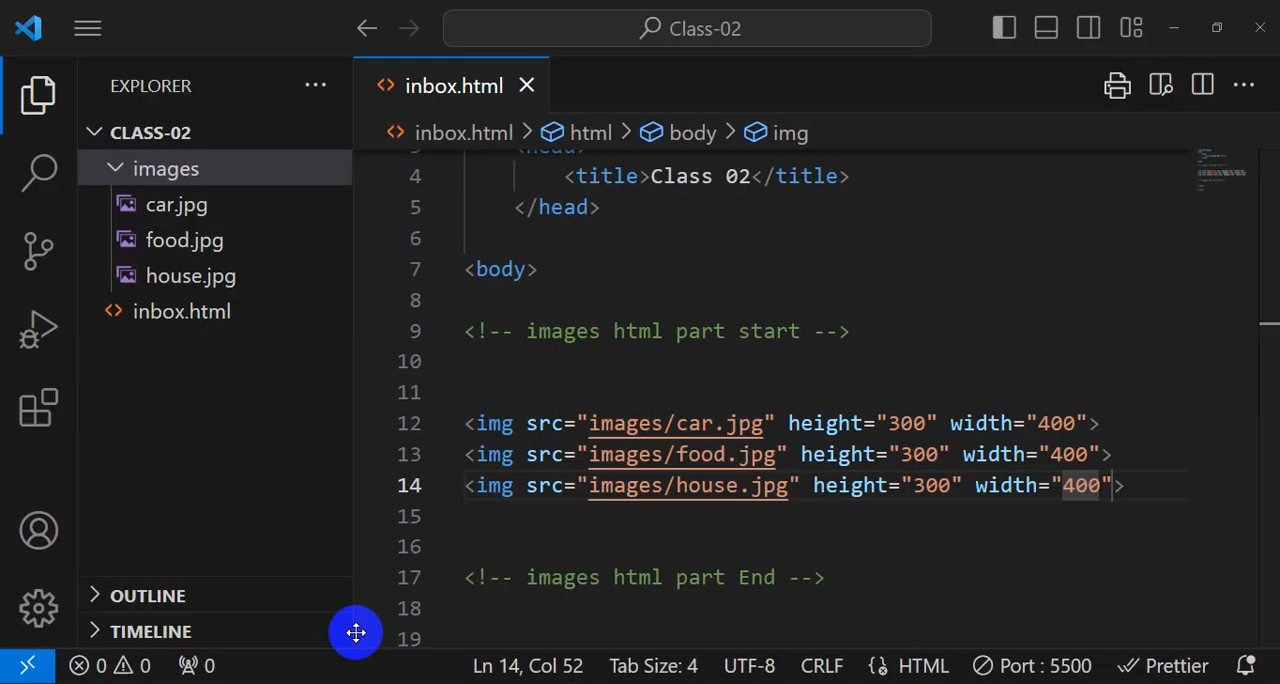 Class-02
EXPLORER
inbox.html
CLASS-02
inbox.html > html > body > img
images
car.jpg
food.jpg
house.jpg
inbox.html
3 <head>
4 <title>Class 02</title>
5 </head>
6
7 <body>
8
9 <!-- images html part start -->
10
11
12 <img src="images/car.jpg" height="300" width="400">
13 <img src="images/food.jpg" height="300" width="400">
14 <img src="images/house.jpg" height="300" width="400">
15
16
17 <!-- images html part End -->
18
19
OUTLINE
TIMELINE
0 0 0 Ln 14, Col 52 Tab Size: 4 UTF-8 CRLF HTML Port : 5500 Prettier